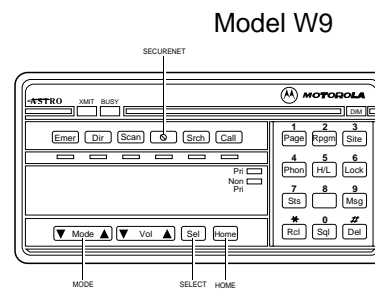 Model W9
SECURENET
ASTRO XMIT BUSY
MOTOROLA
DIM
Emer Dir Scan Srch Call
1 2 3
Page Rpgm Site
Pri
Non
Pri
4 5 6
Phon H/L Lock
7 8 9
Sts Msg
Mode Vol Sel Home
* 0 #
Rcl Sql Del
MODE SELECT HOME